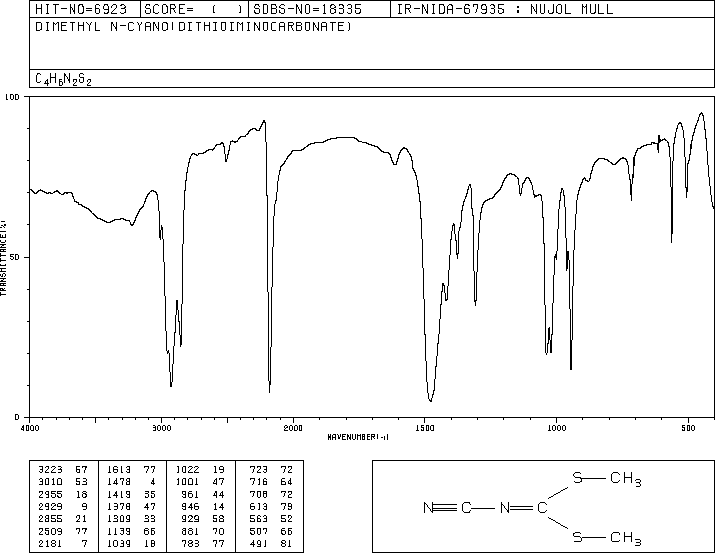 HIT-NO=6923 SCORE= ( ) SDBS-NO=18335 IR-NIDA-67935 : NUJOL MULL
DIMETHYL N-CYANO(DITHIOIMINOCARBONATE)
C4H6N2S2
100
50
0
TRANSMITTANCE(%)
4000 3000 2000 1500 1000 500
WAVENUMBER(-1)
3223 67 1613 77 1022 19 723 72
3010 53 1478 4 1001 47 716 64
2955 18 1419 35 961 44 708 72
2929 9 1378 47 946 14 613 79
2855 21 1309 33 929 58 563 52
2509 77 1139 66 881 70 507 66
2181 7 1039 18 783 77 491 81
S—CH3
N≡C—N=C
S—CH3